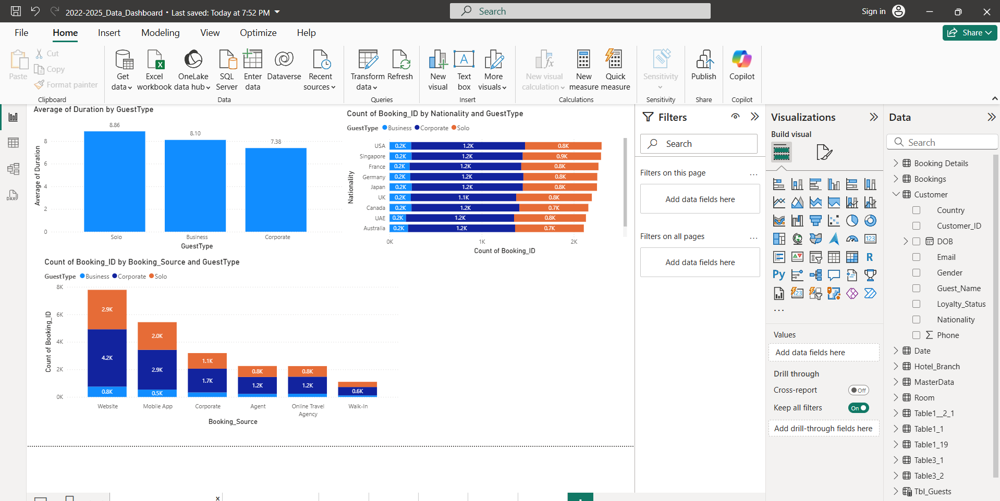 2022-2025_Data_Dashboard • Last saved: Today at 7:52 PM
Search
Sign in
File
Home
Insert
Modeling
View
Optimize
Help
Share
Paste
Cut
Copy
Format painter
Clipboard
Get data
Excel workbook
OneLake data hub
SQL Server
Enter data
Dataverse
Recent sources
Data
Transform data
Refresh
Queries
New visual
Text box
More visuals
Insert
New visual calculation
New measure
Quick measure
Calculations
Sensitivity
Sensitivity
Publish
Share
Copilot
Copilot
Average of Duration by GuestType
Average of Duration
8
6
4
2
0
8.86
8.10
7.38
Solo
Business
Corporate
GuestType
Count of Booking_ID by Nationality and GuestType
GuestType Business Corporate Solo
Nationality
USA 0.2K 1.2K 0.8K
Singapore 0.2K 1.2K 0.9K
France 0.2K 1.2K 0.8K
Germany 0.2K 1.2K 0.8K
Japan 0.2K 1.2K 0.8K
UK 0.2K 1.1K 0.8K
Canada 0.2K 1.2K 0.7K
UAE 0.2K 1.2K 0.8K
Australia 0.2K 1.2K 0.7K
0K 1K 2K
Count of Booking_ID
Count of Booking_ID by Booking_Source and GuestType
GuestType Business Corporate Solo
Count of Booking_ID
8K
6K
4K
2K
0K
2.9K
4.2K
0.8K
2.0K
2.9K
0.5K
1.1K
1.7K
0.8K
1.2K
0.8K
1.2K
0.6K
Website
Mobile App
Corporate
Agent
Online Travel
Agency
Walk-In
Booking_Source
Filters
Search
Filters on this page
...
Add data fields here
Filters on all pages
...
Add data fields here
Visualizations
Build visual
123
R
Py
123
...
Values
Add data fields here
Drill through
Cross-report
Off
Keep all filters
On
Add drill-through fields here
Data
Search
Booking Details
Bookings
Customer
Country
Customer_ID
DOB
Email
Gender
Guest_Name
Loyalty_Status
Nationality
∑ Phone
Date
Hotel_Branch
MasterData
Room
Table1__2_1
Table1_1
Table1_19
Table3_1
Table3_2
Tbl_Guests
DAX
A
fx
x